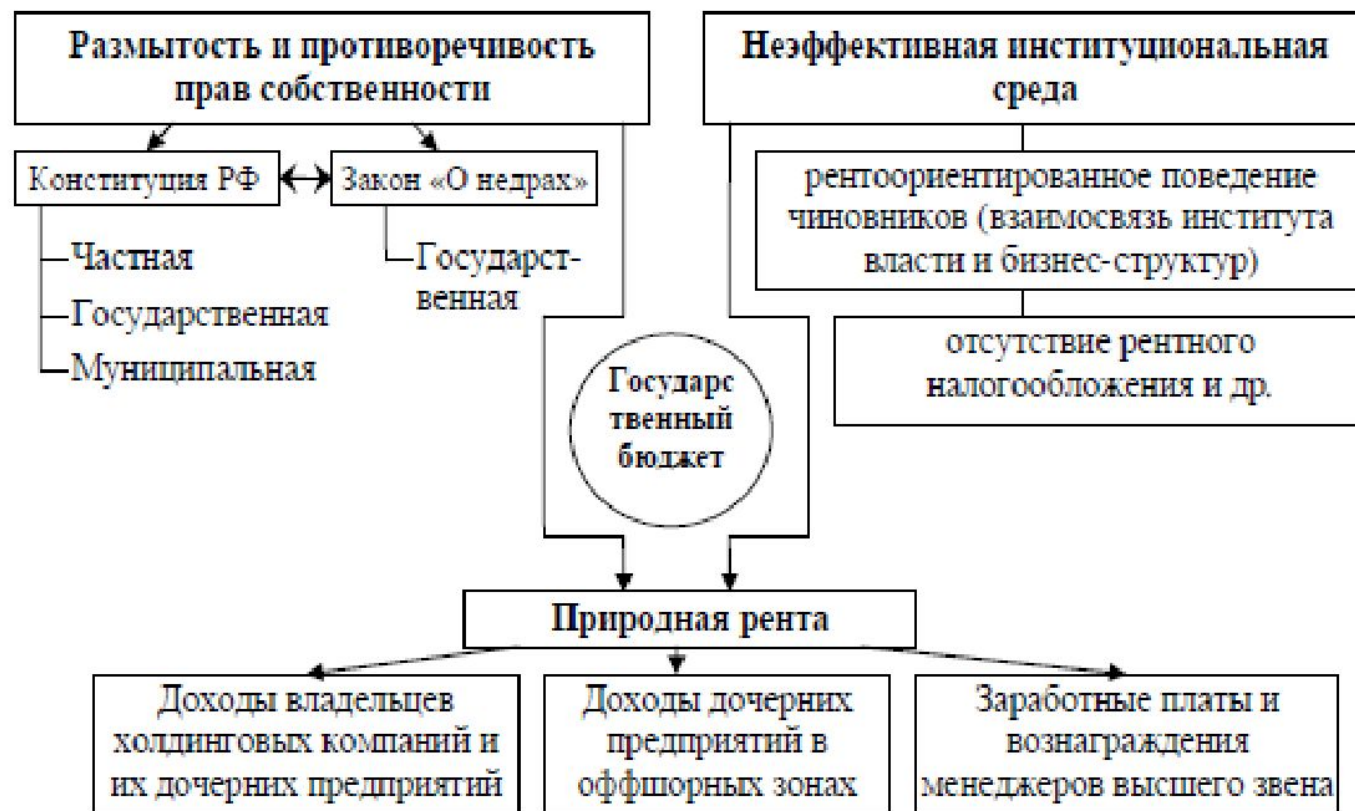 Размытость и противоречивость
прав собственности
Неэффективная институциональная
среда
Конституция РФ
Закон «О недрах»
Частная
Государственная
Муниципальная
Государст-
венная
рентоориентированное поведение
чиновников (взаимосвязь института
власти и бизнес-структур)
отсутствие рентного
налогообложения и др.
Государс
твенный
бюджет
Природная рента
Доходы владельцев
холдинговых компаний и
их дочерних предприятий
Доходы дочерних
предприятий в
оффшорных зонах
Заработные платы и
вознаграждения
менеджеров высшего звена